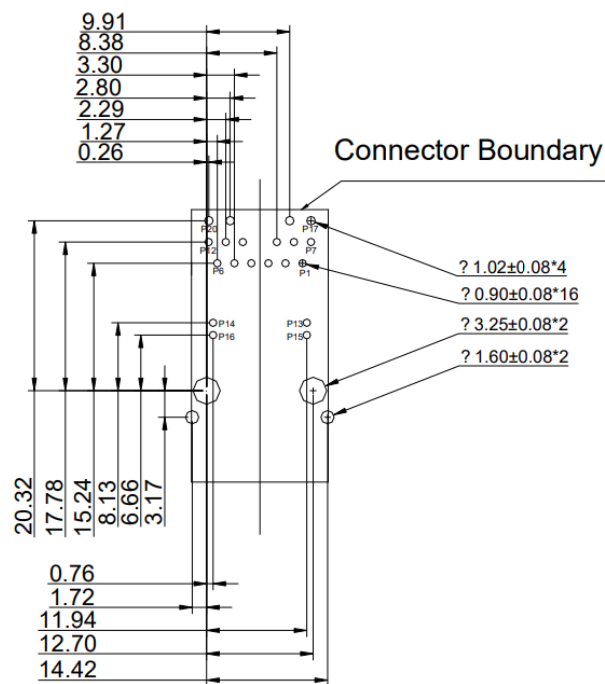 9.91
8.38
3.30
2.80
2.29
1.27
0.26
Connector Boundary
P20
P17
P12
P7
P6
P1
? 1.02±0.08*4
? 0.90±0.08*16
P14
P13
? 3.25±0.08*2
P16
P15
? 1.60±0.08*2
20.32
17.78
15.24
8.13
6.66
3.17
0.76
1.72
11.94
12.70
14.42